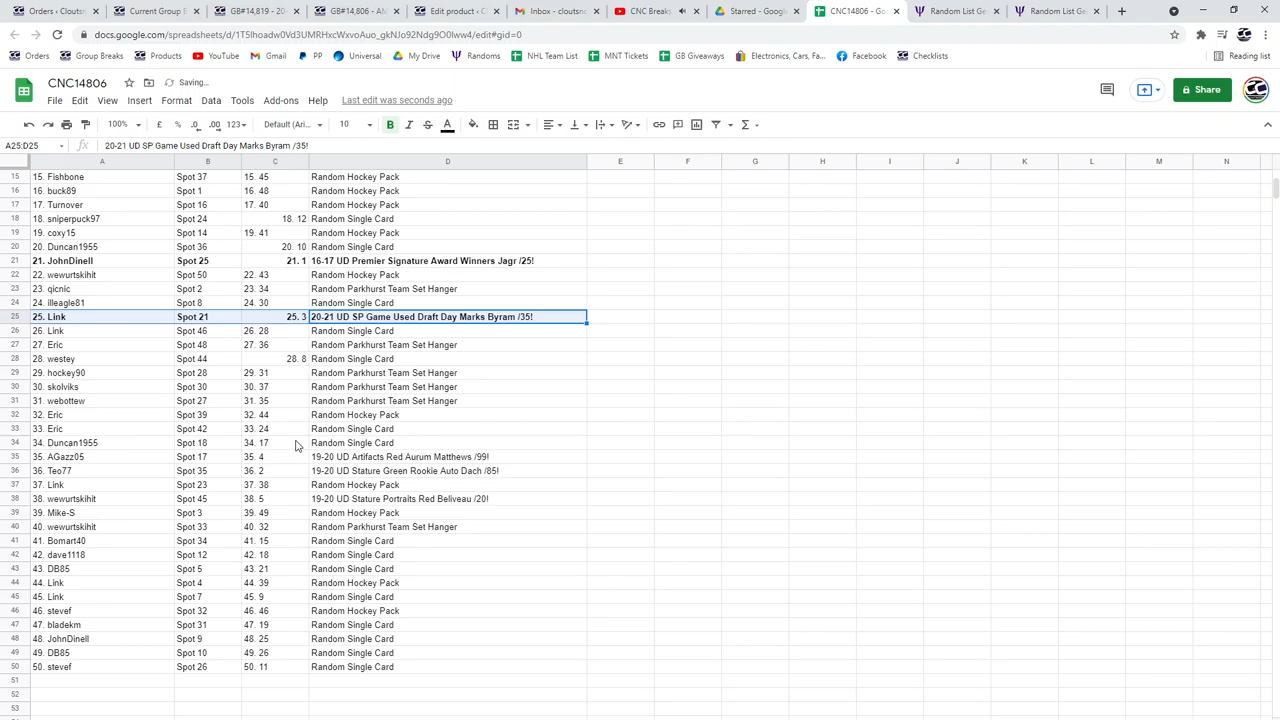 Orders < Clouts
Current Group B
GB#14,819 - 20-
GB#14,806 - AM
Edit product < C
Inbox - cloutsno
CNC Breaks
Starred - Google
CNC14806 - Go
Random List Ge
Random List Ge
docs.google.com/spreadsheets/d/
Orders
Group Breaks
Products
YouTube
Gmail
PP
Universal
My Drive
Randoms
NHL Team List
MNT Tickets
GB Giveaways
Electronics, Cars, Fa...
Facebook
Checklists
Reading list
CNC14806
Saving...
File Edit View Insert Format Data Tools Add-ons Help Last edit was seconds ago
Share
100% £ % .0 .00 123 Default (Ari... 10 B I S A
A25:D25 fx 20-21 UD SP Game Used Draft Day Marks Byram /35!
A B C D E F G H I J K L M N
15 15. Fishbone Spot 37 15. 45 Random Hockey Pack
16 16. buck89 Spot 1 16. 48 Random Hockey Pack
17 17. Turnover Spot 16 17. 40 Random Hockey Pack
18 18. sniperpuck97 Spot 24 18. 12 Random Single Card
19 19. coxy15 Spot 14 19. 41 Random Hockey Pack
20 20. Duncan1955 Spot 36 20. 10 Random Single Card
21 21. JohnDinell Spot 25 21. 1 16-17 UD Premier Signature Award Winners Jagr /25!
22 22. wewurtskihit Spot 50 22. 43 Random Hockey Pack
23 23. qicnic Spot 2 23. 34 Random Parkhurst Team Set Hanger
24 24. illeagle81 Spot 8 24. 30 Random Single Card
25 25. Link Spot 21 25. 3 20-21 UD SP Game Used Draft Day Marks Byram /35!
26 26. Link Spot 46 26. 28 Random Single Card
27 27. Eric Spot 48 27. 36 Random Parkhurst Team Set Hanger
28 28. westey Spot 44 28. 8 Random Single Card
29 29. hockey90 Spot 28 29. 31 Random Parkhurst Team Set Hanger
30 30. skolviks Spot 30 30. 37 Random Parkhurst Team Set Hanger
31 31. webottew Spot 27 31. 35 Random Parkhurst Team Set Hanger
32 32. Eric Spot 39 32. 44 Random Hockey Pack
33 33. Eric Spot 42 33. 24 Random Single Card
34 34. Duncan1955 Spot 18 34. 17 Random Single Card
35 35. AGazz05 Spot 17 35. 4 19-20 UD Artifacts Red Aurum Matthews /99!
36 36. Teo77 Spot 35 36. 2 19-20 UD Stature Green Rookie Auto Dach /85!
37 37. Link Spot 23 37. 38 Random Hockey Pack
38 38. wewurtskihit Spot 45 38. 5 19-20 UD Stature Portraits Red Beliveau /20!
39 39. Mike-S Spot 3 39. 49 Random Hockey Pack
40 40. wewurtskihit Spot 33 40. 32 Random Parkhurst Team Set Hanger
41 41. Bomart40 Spot 34 41. 15 Random Single Card
42 42. dave1118 Spot 12 42. 18 Random Single Card
43 43. DB85 Spot 5 43. 21 Random Single Card
44 44. Link Spot 4 44. 39 Random Hockey Pack
45 45. Link Spot 7 45. 9 Random Single Card
46 46. stevef Spot 32 46. 46 Random Hockey Pack
47 47. bladekm Spot 31 47. 19 Random Single Card
48 48. JohnDinell Spot 9 48. 25 Random Single Card
49 49. DB85 Spot 10 49. 26 Random Single Card
50 50. stevef Spot 26 50. 11 Random Single Card
51
52
53